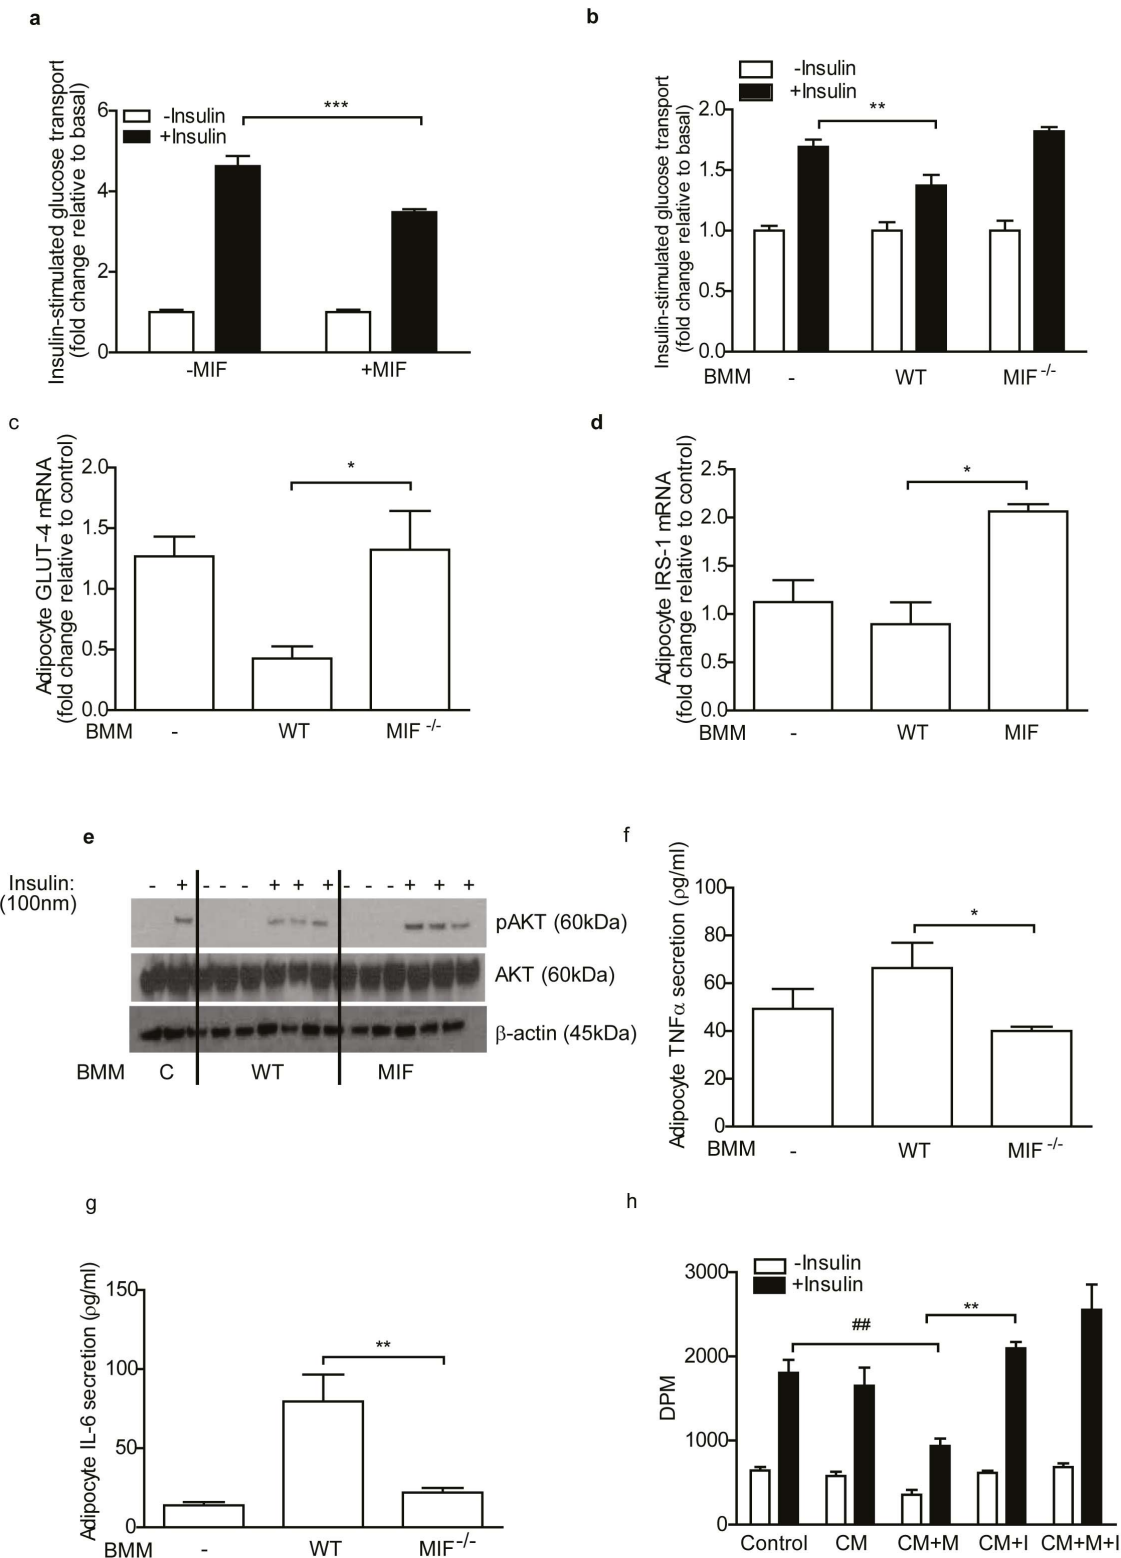 a
Insulin-stimulated glucose transport
(fold change relative to basal)
6
4
2
0
-Insulin
+Insulin
***
-MIF +MIF
b
Insulin-stimulated glucose transport
(fold change relative to basal)
-Insulin
+Insulin
2.0
1.5
1.0
0.5
0.0
**
BMM - WT MIF -/-
c
Adipocyte GLUT-4 mRNA
(fold change relative to control)
2.0
1.5
1.0
0.5
0.0
*
BMM - WT MIF -/-
d
Adipocyte IRS-1 mRNA
(fold change relative to control)
2.5
2.0
1.5
1.0
0.5
0.0
*
BMM - WT MIF
e
Insulin: - + - - - + + + - - - + + +
(100nm)
pAKT (60kDa)
AKT (60kDa)
β-actin (45kDa)
BMM C WT MIF
f
Adipocyte TNFα secretion (ρg/ml)
100
80
60
40
20
0
*
BMM - WT MIF -/-
g
Adipocyte IL-6 secretion (ρg/ml)
150
100
50
0
**
BMM - WT MIF -/-
h
DPM
-Insulin
+Insulin
3000
2000
1000
0
##
**
Control CM CM+M CM+I CM+M+I